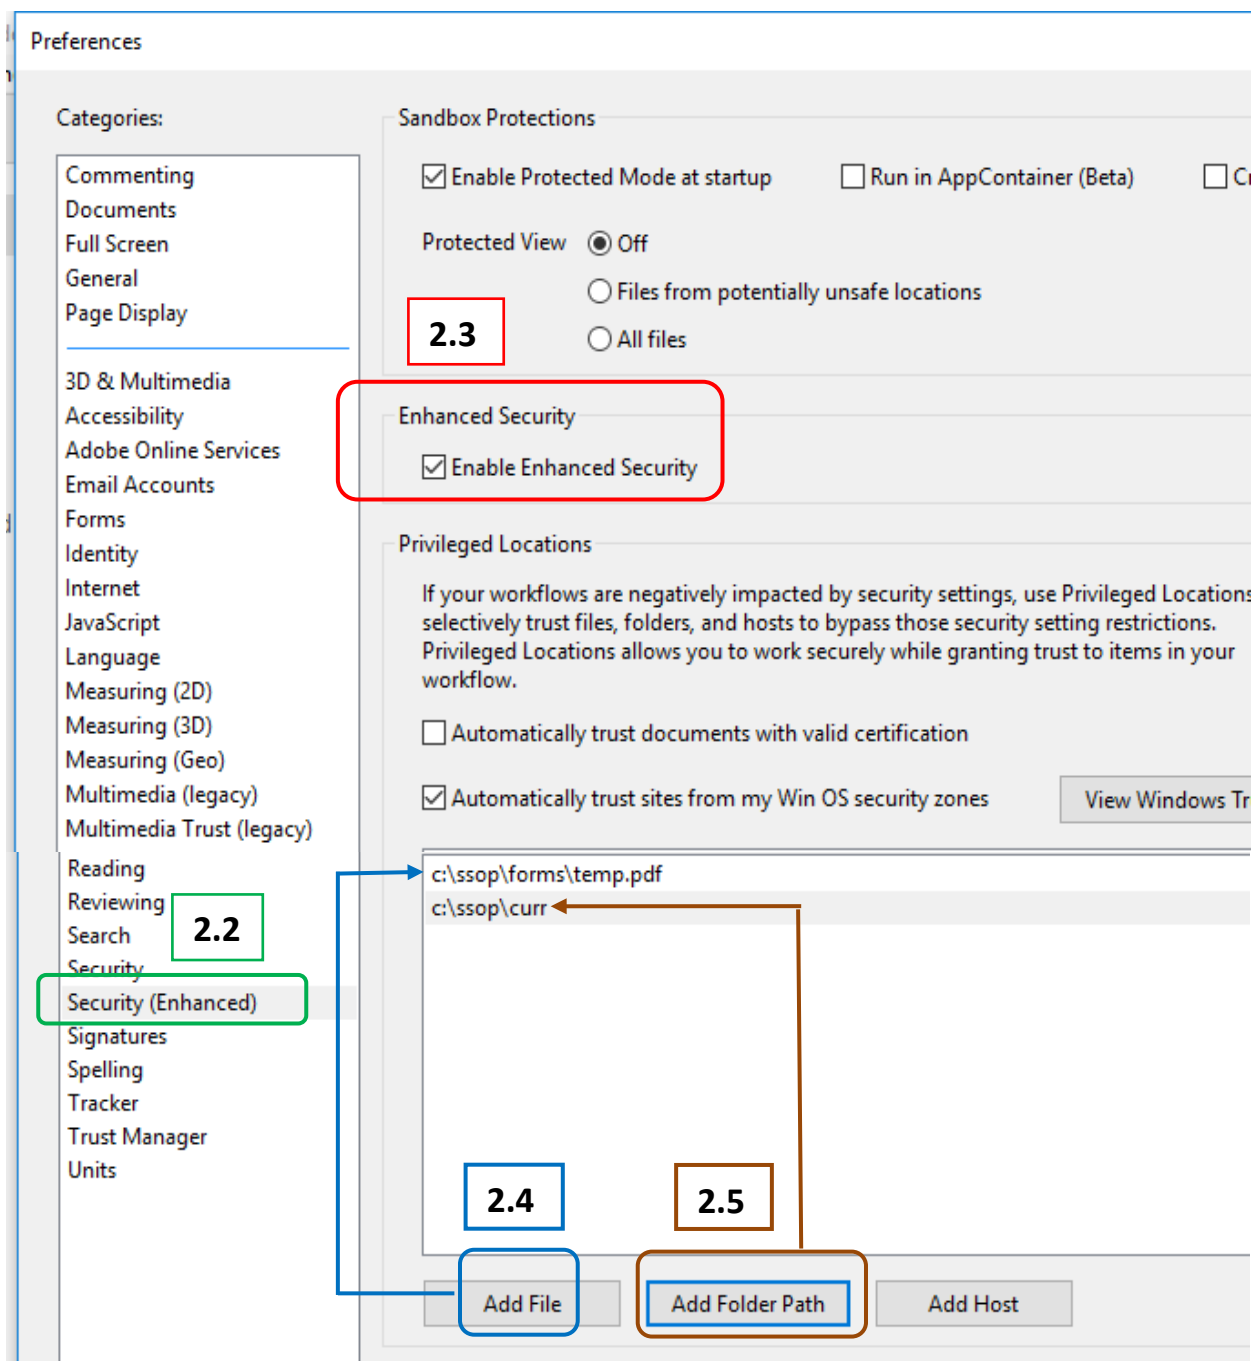 Preferences
Categories:
Commenting
Documents
Full Screen
General
Page Display
3D & Multimedia
Accessibility
Adobe Online Services
Email Accounts
Forms
Identity
Internet
JavaScript
Language
Measuring (2D)
Measuring (3D)
Measuring (Geo)
Multimedia (legacy)
Multimedia Trust (legacy)
Reading
Reviewing
Search
Security
2.2
Security (Enhanced)
Signatures
Spelling
Tracker
Trust Manager
Units
Sandbox Protections
Enable Protected Mode at startup Run in AppContainer (Beta)
Protected View Off
Files from potentially unsafe locations
All files
2.3
Enhanced Security
Enable Enhanced Security
Privileged Locations
If your workflows are negatively impacted by security settings, use Privileged Locations
selectively trust files, folders, and hosts to bypass those security setting restrictions.
Privileged Locations allows you to work securely while granting trust to items in your
workflow.
Automatically trust documents with valid certification
Automatically trust sites from my Win OS security zones View Windows Tr
c:\ssop\forms\temp.pdf
c:\ssop\curr
2.4 2.5
Add File Add Folder Path Add Host